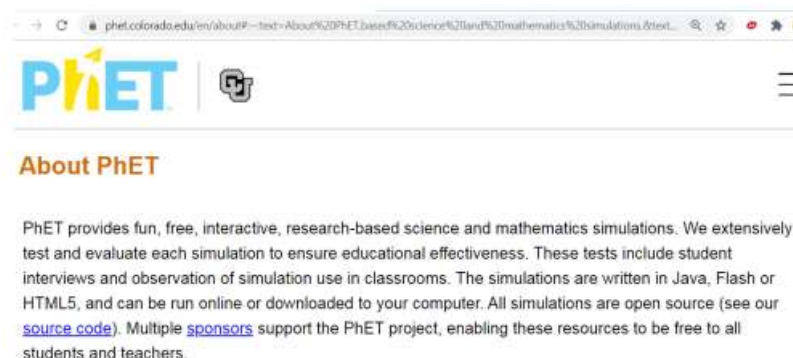 phet.colorado.edu/en/about#:~:text=About%20PhET,based%20science%20and%20mathematics%20simulations.&text...
PhET CU
About PhET
PhET provides fun, free, interactive, research-based science and mathematics simulations. We extensively
test and evaluate each simulation to ensure educational effectiveness. These tests include student
interviews and observation of simulation use in classrooms. The simulations are written in Java, Flash or
HTML5, and can be run online or downloaded to your computer. All simulations are open source (see our
source code). Multiple sponsors support the PhET project, enabling these resources to be free to all
students and teachers.